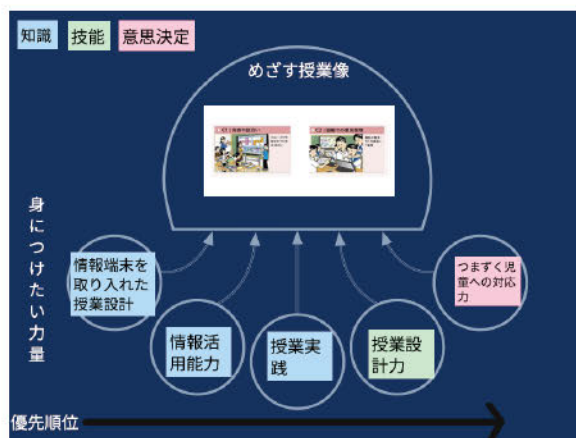 知識
技能
意思決定
めざす授業像
身につけたい力量
情報端末を
取り入れた
授業設計
情報活
用能力
授業実
践
授業設
計力
つまずく児
童への対応
力
優先順位